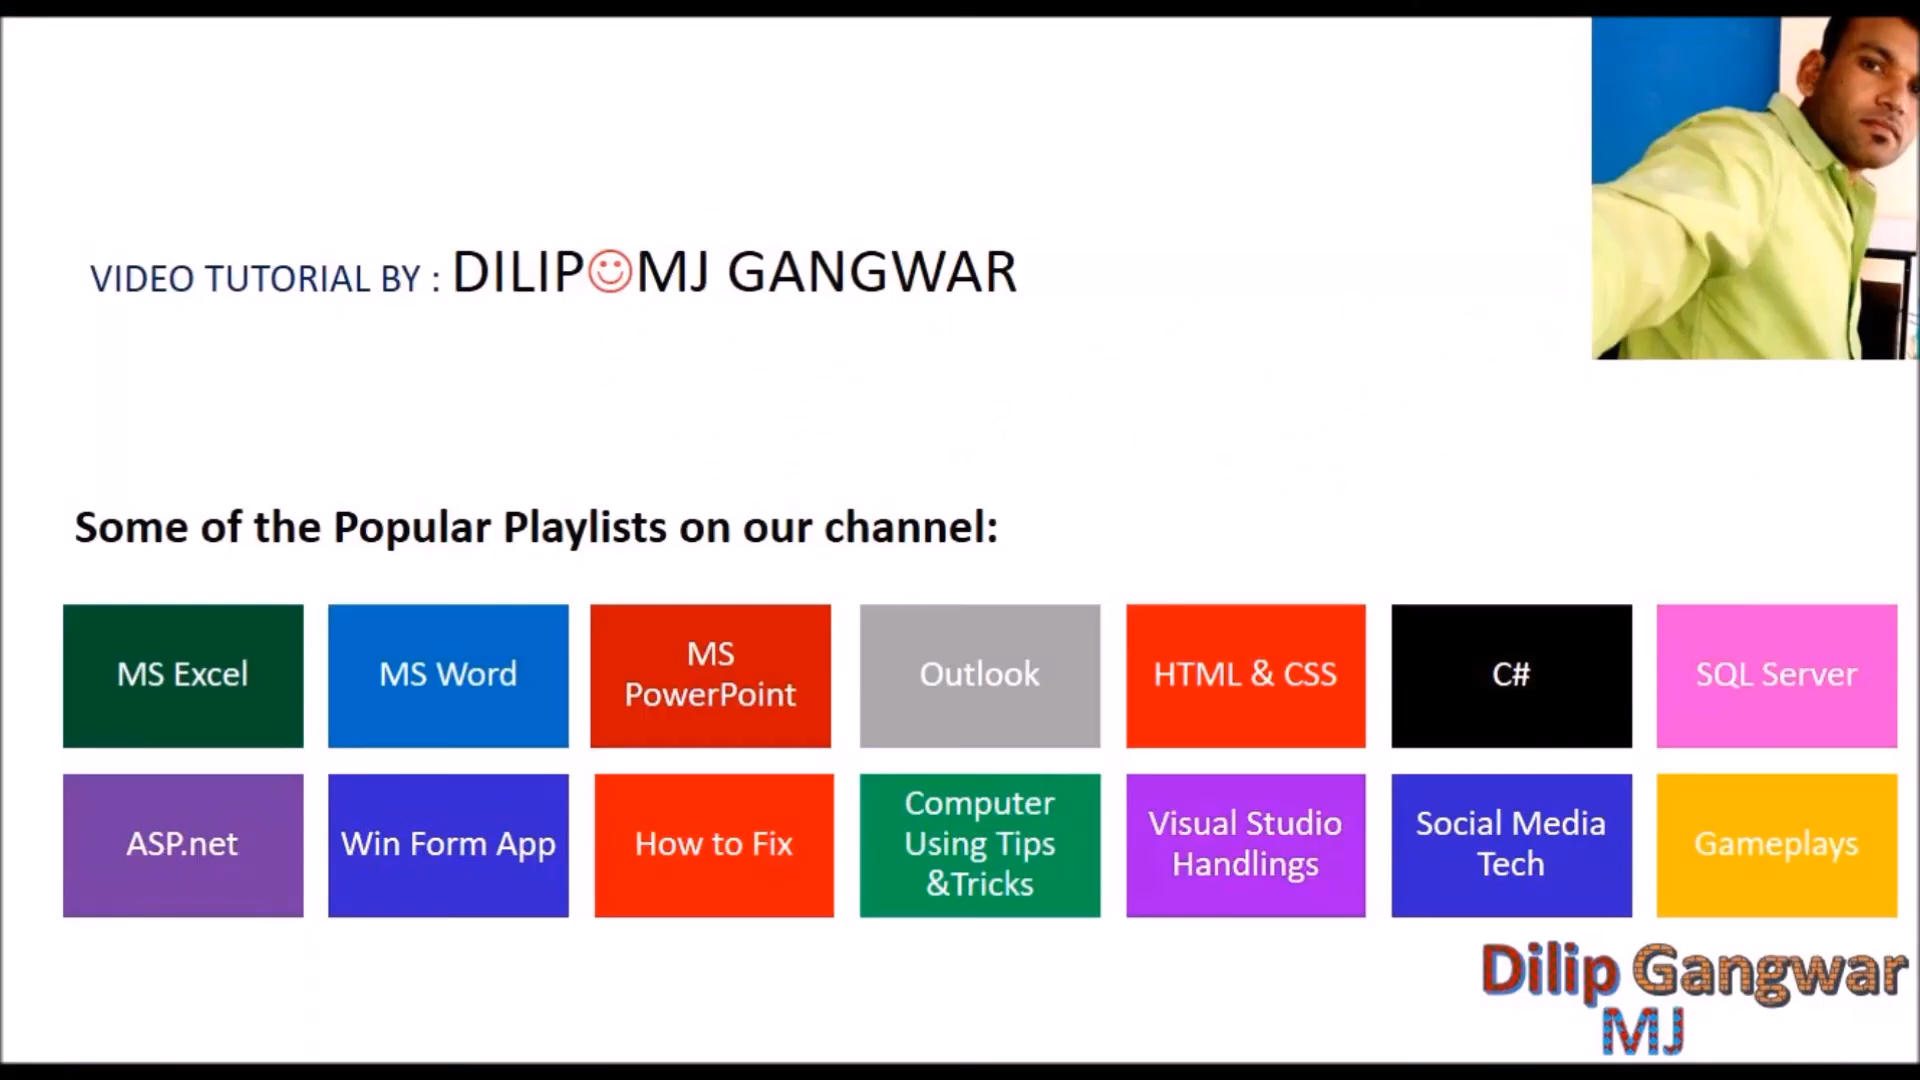 VIDEO TUTORIAL BY : DILIP☺MJ GANGWAR
Some of the Popular Playlists on our channel:
MS Excel
MS Word
MS
PowerPoint
Outlook
HTML & CSS
C#
SQL Server
ASP.net
Win Form App
How to Fix
Computer
Using Tips
&Tricks
Visual Studio
Handlings
Social Media
Tech
Gameplays
Dilip Gangwar
MJ